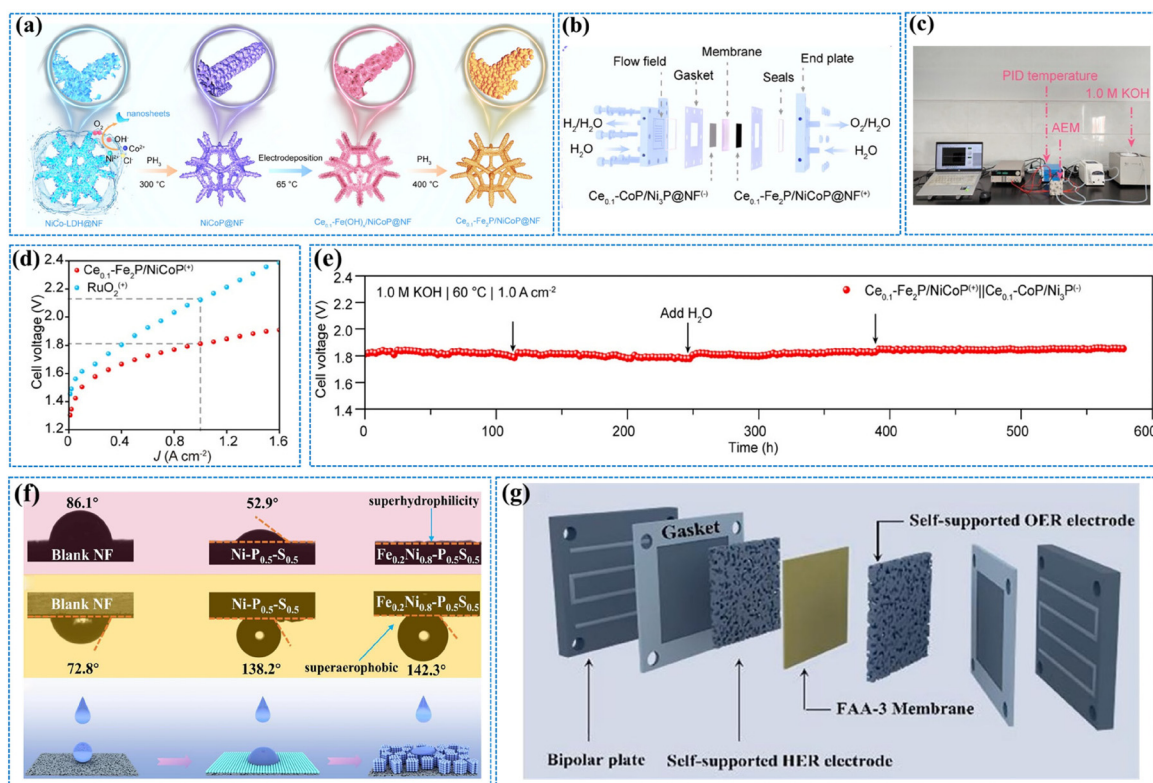 (a)
O₂
nanosheets
OH⁻
Co²⁺
Ni²⁺
Cl⁻
PH₃
300 °C
Electrodeposition
65 °C
PH₃
400 °C
NiCo-LDH@NF
NiCoP@NF
Ce₀.₁-Fe(OH)ₓ/NiCoP@NF
Ce₀.₁-Fe₂P/NiCoP@NF
(b)
Membrane
End plate
Flow field
Gasket
Seals
H₂/H₂O
O₂/H₂O
H₂O
H₂O
Ce₀.₁-CoP/Ni₃P@NF⁽⁻⁾
Ce₀.₁-Fe₂P/NiCoP@NF⁽⁺⁾
(c)
PID temperature
1.0 M KOH
AEM
(d)
Cell voltage (V)
2.4
2.2
2.0
1.8
1.6
1.4
1.2
Ce₀.₁-Fe₂P/NiCoP⁽⁺⁾
RuO₂⁽⁺⁾
0 0.4 0.8 1.2 1.6
J (A cm⁻²)
(e)
Cell voltage (V)
2.4
2.2
2.0
1.8
1.6
1.4
1.0 M KOH | 60 °C | 1.0 A cm⁻²
Ce₀.₁-Fe₂P/NiCoP⁽⁺⁾||Ce₀.₁-CoP/Ni₃P⁽⁻⁾
Add H₂O
0 100 200 300 400 500 600
Time (h)
(f)
86.1°
52.9°
superhydrophilicity
Blank NF
Ni-P₀.₅-S₀.₅
Fe₀.₂Ni₀.₈-P₀.₅S₀.₅
Blank NF
Ni-P₀.₅-S₀.₅
Fe₀.₂Ni₀.₈-P₀.₅S₀.₅
72.8°
138.2°
superaerophobic
142.3°
(g)
Gasket
Self-supported OER electrode
FAA-3 Membrane
Bipolar plate
Self-supported HER electrode